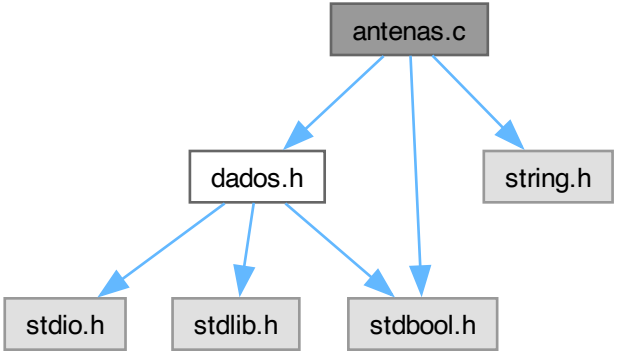 antenas.c
dados.h
string.h
stdio.h
stdlib.h
stdbool.h